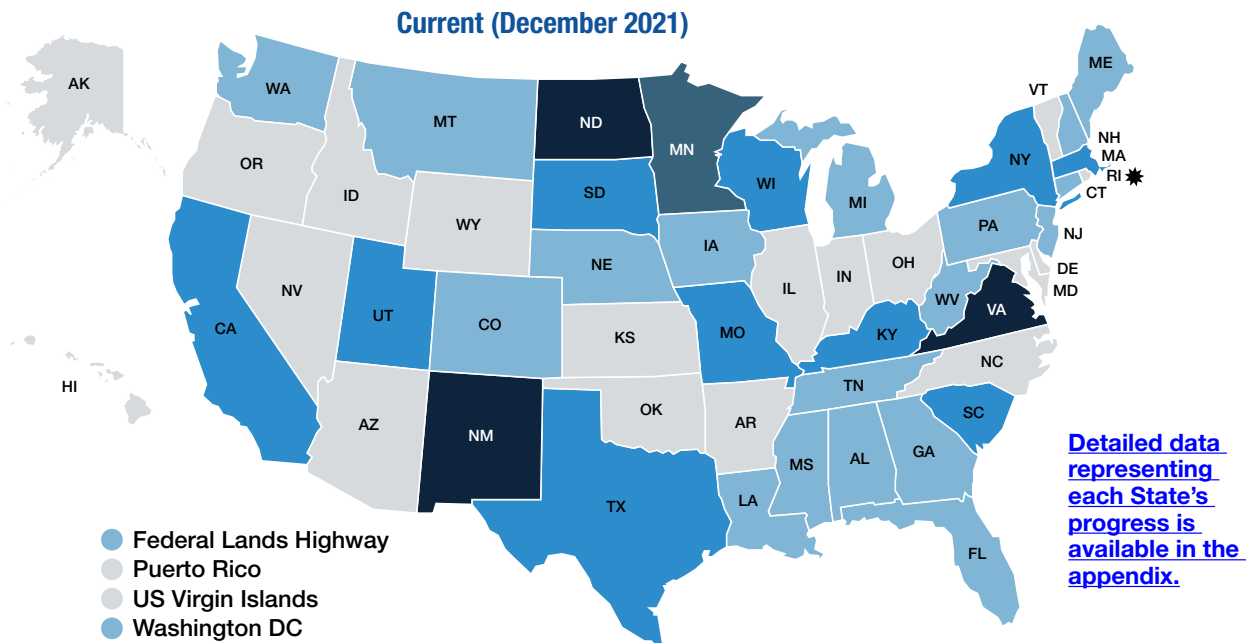 Current (December 2021)
AK
WA
MT
ND
MN
ME
VT
NH
MA
RI
CT
NY
OR
ID
WY
SD
WI
MI
PA
NJ
IA
NE
NV
UT
CO
CA
IL
IN
OH
DE
MD
WV
VA
KS
MO
KY
HI
AZ
NM
OK
AR
TN
NC
SC
MS
AL
GA
LA
TX
FL
Detailed data
representing
each State’s
progress is
available in the
appendix.
Federal Lands Highway
Puerto Rico
US Virgin Islands
Washington DC